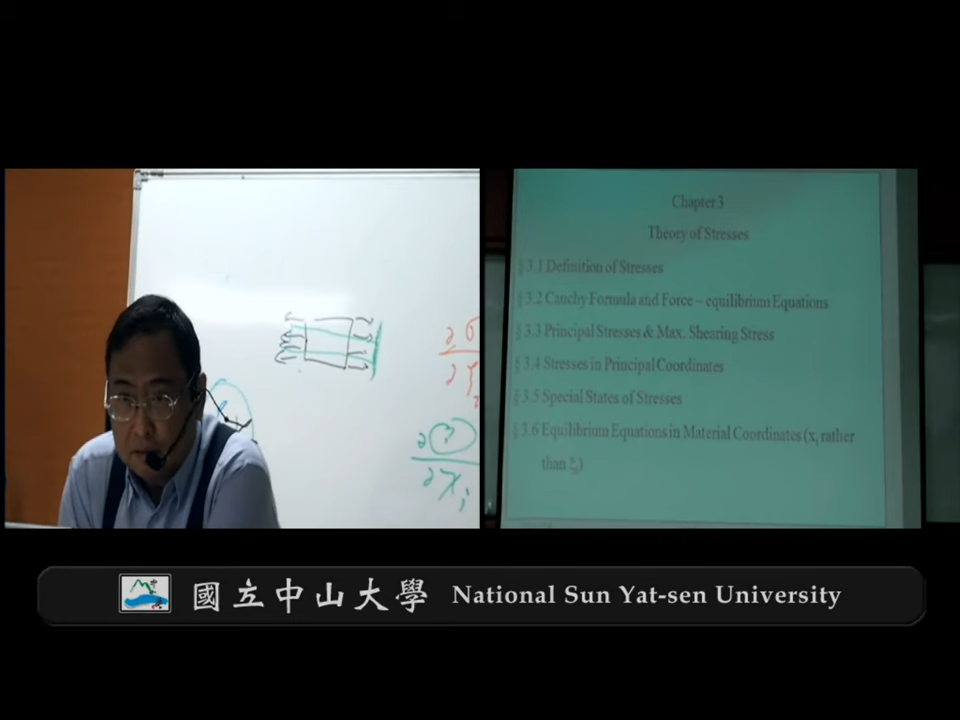 Chapter 3
Theory of Stresses
§ 3.1 Definition of Stresses
§ 3.2 Cauchy Formula and Force – equilibrium Equations
§ 3.3 Principal Stresses & Max. Shearing Stress
§ 3.4 Stresses in Principal Coordinates
§ 3.5 Special States of Stresses
§ 3.6 Equilibrium Equations in Material Coordinates (xᵢ rather
than )
國立中山大學 National Sun Yat-sen University